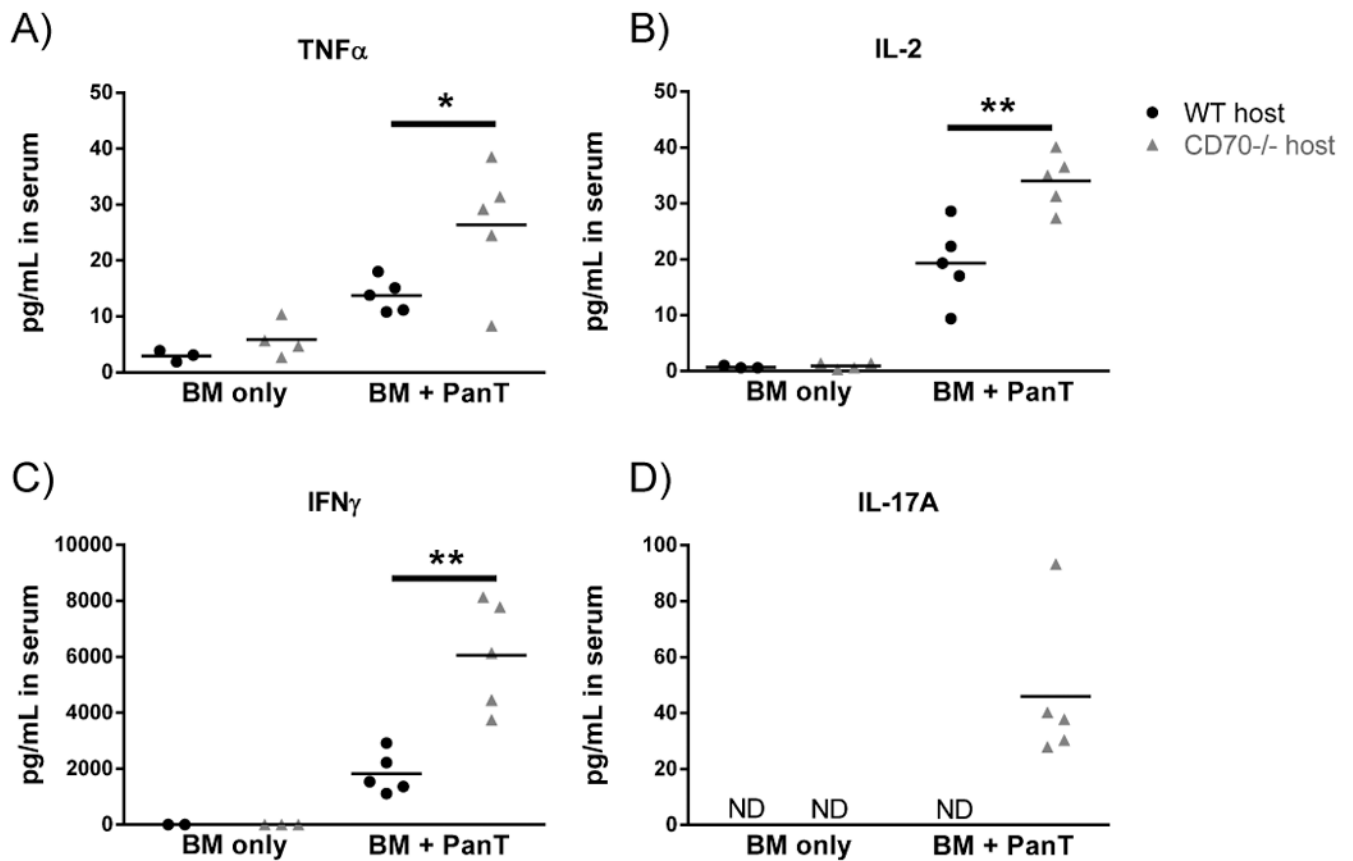 A)
TNFα
pg/mL in serum
50
40
30
20
10
0
*
BM only
BM + PanT
B)
IL-2
pg/mL in serum
50
40
30
20
10
0
**
BM only
BM + PanT
WT host
CD70-/- host
C)
IFNγ
pg/mL in serum
10000
8000
6000
4000
2000
0
**
BM only
BM + PanT
D)
IL-17A
pg/mL in serum
100
80
60
40
20
0
ND
ND
ND
BM only
BM + PanT